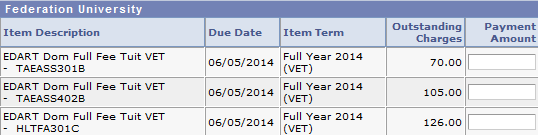 Federation University
Item Description Due Date Item Term Outstanding Charges Payment Amount
EDART Dom Full Fee Tuit VET
- TAEASS301B 06/05/2014 Full Year 2014 (VET) 70.00
EDART Dom Full Fee Tuit VET
- TAEASS402B 06/05/2014 Full Year 2014 (VET) 105.00
EDART Dom Full Fee Tuit VET
- HLTFA301C 06/05/2014 Full Year 2014 (VET) 126.00